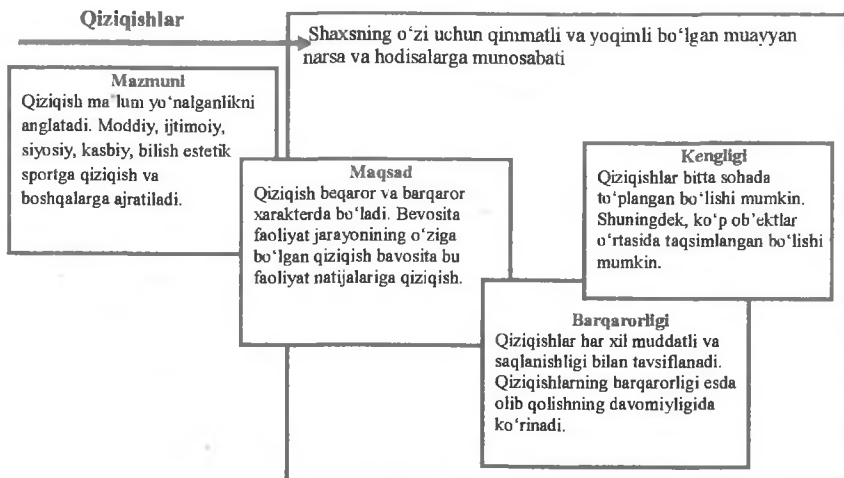 Qiziqishlar
Shaxsning o‘zi uchun qimmatli va yoqimli bo‘lgan muayyan
narsa va hodisalarga munosabati
Mazmuni
Qiziqish ma’lum yo‘nalganlikni
anglatadi. Moddiy, ijtimoiy,
siyosiy, kasbiy, bilish estetik
sportga qiziqish va
boshqalarga ajratiladi.
Maqsad
Qiziqish beqaror va barqaror
xarakterda bo‘ladi. Bevosita
faoliyat jarayonining o‘ziga
bo‘lgan qiziqish bavosita bu
faoliyat natijalariga qiziqish.
Kengligi
Qiziqishlar bitta sohada
to‘plangan bo‘lishi mumkin.
Shuningdek, ko‘p ob’ektlar
o‘rtasida taqsimlangan bo‘lishi
mumkin.
Barqarorligi
Qiziqishlar har xil muddatli va
saqlanishligi bilan tavsiflanadi.
Qiziqishlarning barqarorligi esda
olib qolishning davomiyligida
ko‘rinadi.